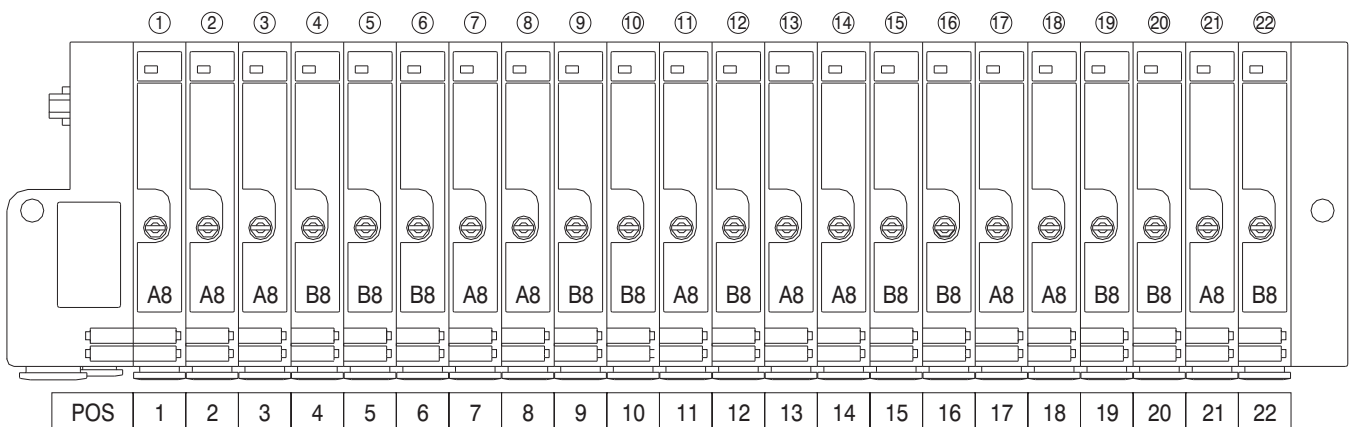 ① ② ③ ④ ⑤ ⑥ ⑦ ⑧ ⑨ ⑩ ⑪ ⑫ ⑬ ⑭ ⑮ ⑯ ⑰ ⑱ ⑲ ⑳ ㉑ ㉒
A8 A8 A8 B8 B8 B8 A8 A8 B8 B8 A8 B8 A8 A8 B8 B8 A8 A8 B8 B8 A8 B8
POS 1 2 3 4 5 6 7 8 9 10 11 12 13 14 15 16 17 18 19 20 21 22